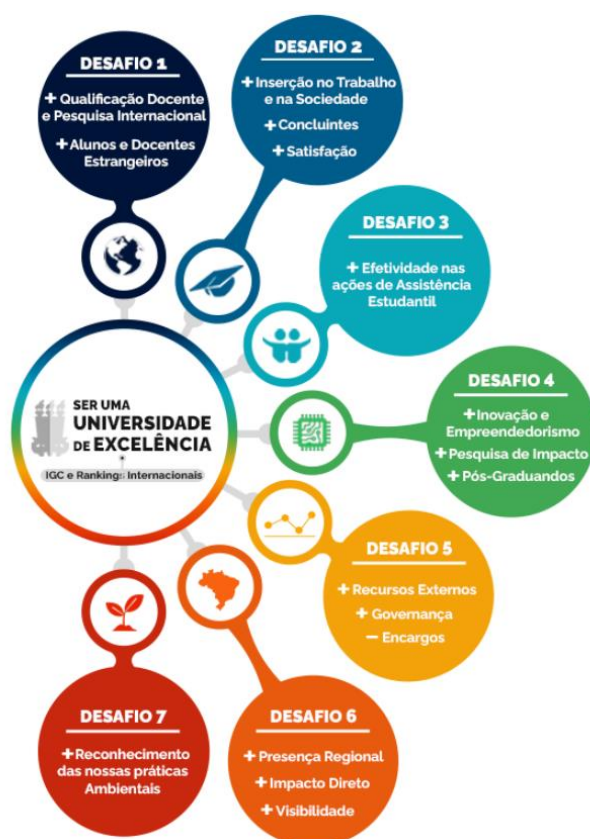 DESAFIO 1
+ Qualificação Docente
e Pesquisa Internacional
+ Alunos e Docentes
Estrangeiros
DESAFIO 2
+ Inserção no Trabalho
e na Sociedade
+ Concluintes
+ Satisfação
DESAFIO 3
+ Efetividade nas
ações de Assistência
Estudantil
DESAFIO 4
+ Inovação e
Empreendedorismo
+ Pesquisa de Impacto
+ Pós-Graduandos
SER UMA
UNIVERSIDADE
DE EXCELÊNCIA
IGC e Rankings Internacionais
DESAFIO 5
+ Recursos Externos
+ Governança
− Encargos
DESAFIO 6
+ Presença Regional
+ Impacto Direto
+ Visibilidade
DESAFIO 7
+ Reconhecimento
das nossas práticas
Ambientais